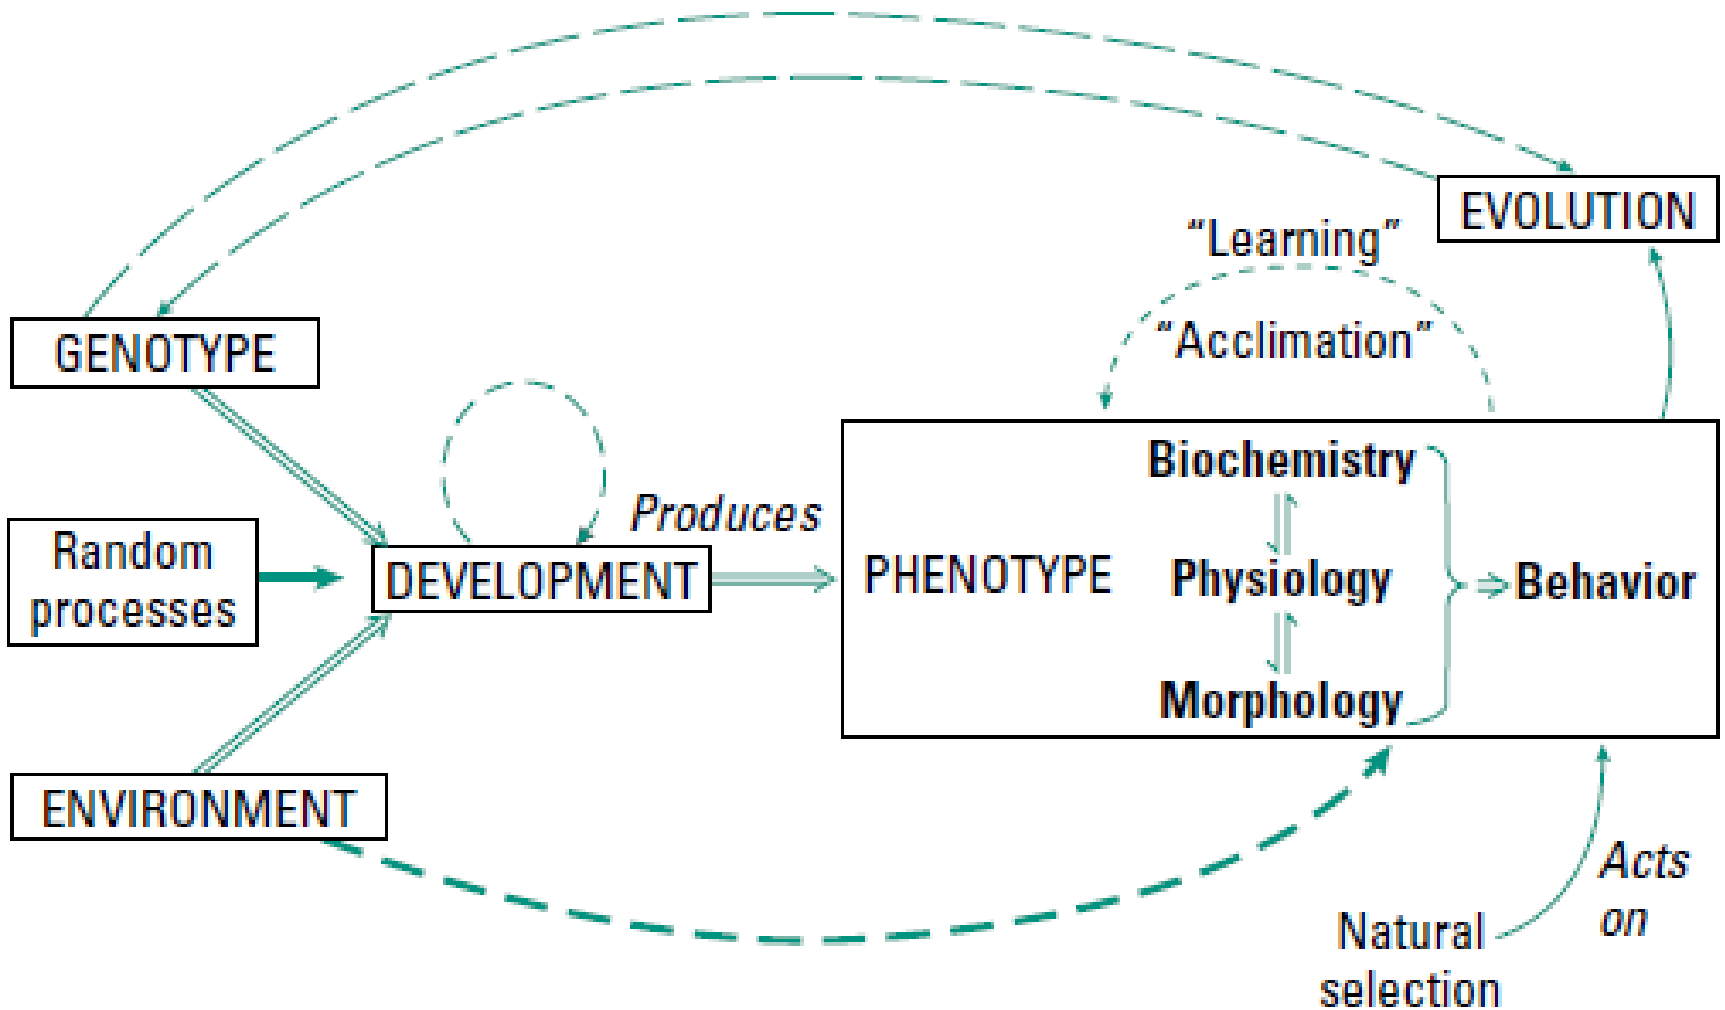 EVOLUTION
“Learning”
“Acclimation”
GENOTYPE
Biochemistry
Produces
Random
processes
DEVELOPMENT
PHENOTYPE
Physiology
Behavior
Morphology
ENVIRONMENT
Acts
on
Natural
selection